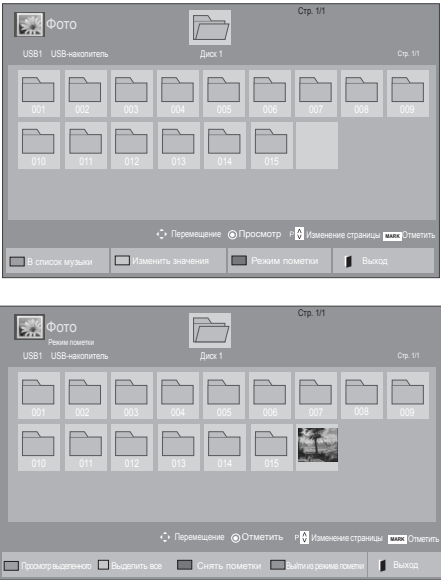 Стр. 1/1
Фото
USB1 USB-накопитель Диск 1 Стр. 1/1
001 002 003 004 005 006 007 008 009
010 011 012 013 014 015
Перемещение Просмотр P Изменение страницы MARK Отметить
В список музыки Изменить значения Режим пометки Выход
Стр. 1/1
Фото
Режим пометки
USB1 USB-накопитель Диск 1 Стр. 1/1
001 002 003 004 005 006 007 008 009
010 011 012 013 014 015
Перемещение Отметить P Изменение страницы MARK Отметить
Просмотр выделенного Выделить все Снять пометки Выйти из режима пометки Выход